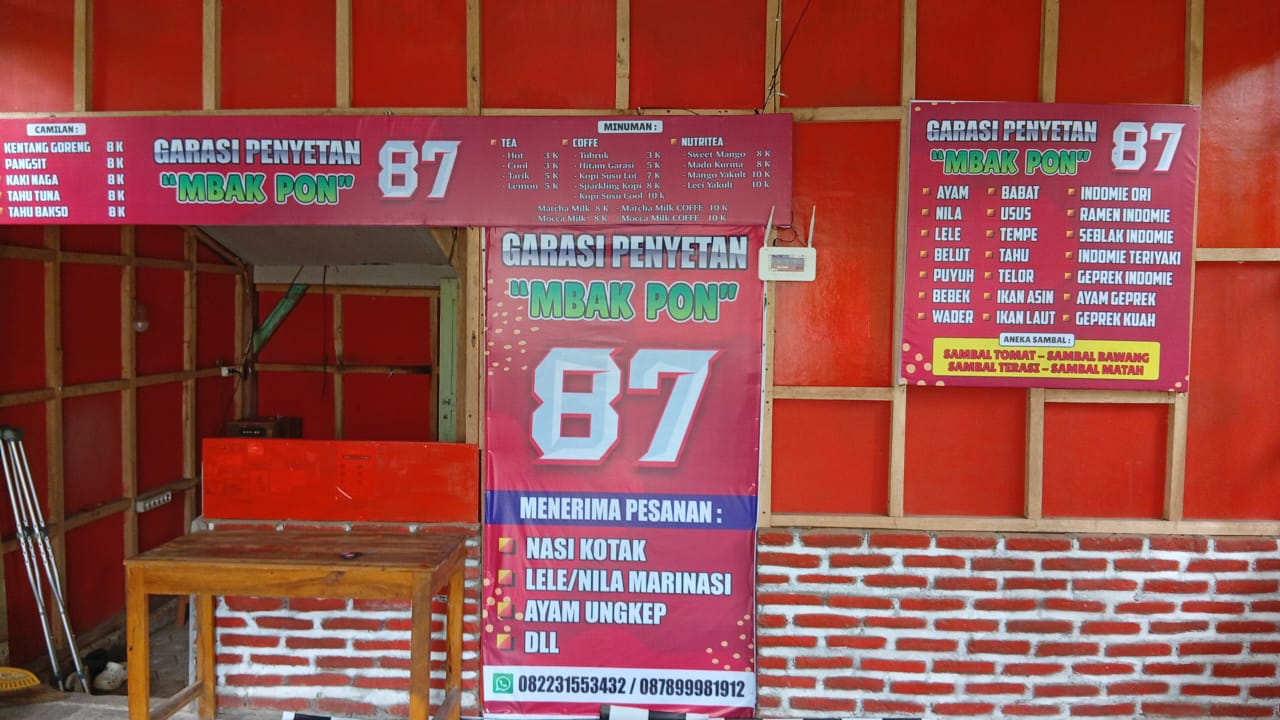 CAMILAN :
KENTANG GORENG 8 K
PANGSIT 8 K
KAKI NAGA 8 K
TAHU TUNA 8 K
TAHU BAKSO 8 K
GARASI PENYETAN 87
"MBAK PON"
MINUMAN :
TEA
- Hot 3 K
- Cool 3 K
- Tarik 5 K
- Lemon 5 K
COFFE
- Tubruk 3 K
- Hitam Garasi 5 K
- Kopi Susu Lot 7 K
- Sparkling Kopi 8 K
- Kopi Susu Cool 10 k
NUTRITEA
- Sweet Mango 8 K
- Madu Kurma 8 K
- Mango Yakult 10 K
- Leci Yakult 10 k
Matcha Milk 8 K - Matcha Milk COFFE 10 K
Mocca Milk 8 K Mocca Milk COFFE 10 K
GARASI PENYETAN
"MBAK PON"
87
MENERIMA PESANAN :
NASI KOTAK
LELE/NILA MARINASI
AYAM UNGKEP
DLL
082231553432 / 087899981912
GARASI PENYETAN 87
"MBAK PON"
AYAM
NILA
LELE
BELUT
PUYUH
BEBEK
WADER
BABAT
USUS
TEMPE
TAHU
TELOR
IKAN ASIN
IKAN LAUT
INDOMIE ORI
RAMEN INDOMIE
SEBLAK INDOMIE
INDOMIE TERIYAKI
GEPREK INDOMIE
AYAM GEPREK
GEPREK KUAH
ANEKA SAMBAL :
SAMBAL TOMAT - SAMBAL BAWANG
SAMBAL TERASI - SAMBAL MATAH